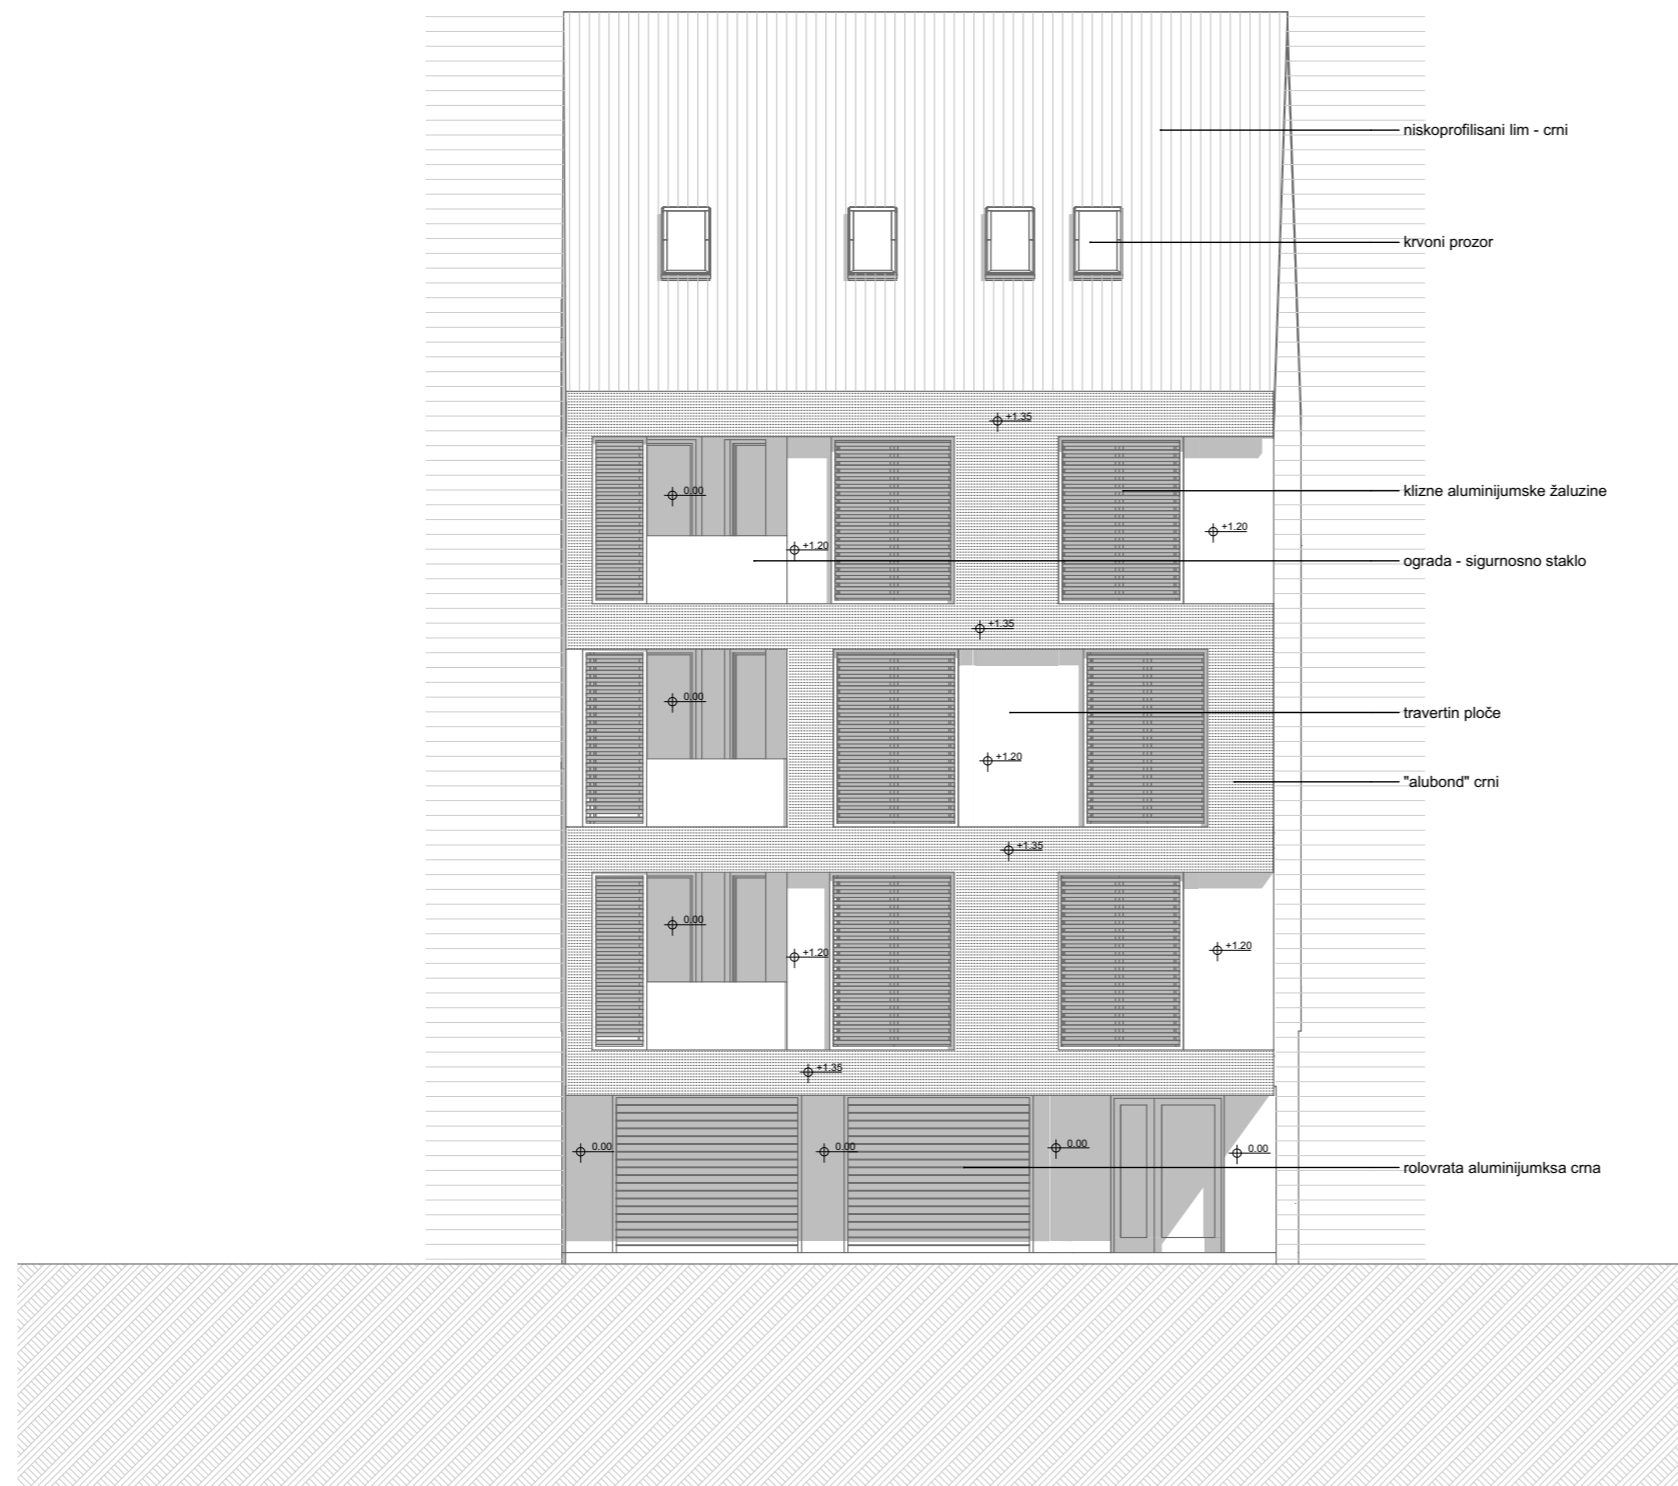 niskoprofilisani lim - crni
krvoni prozor
+1.35
0.00
klizne aluminijumske žaluzine
+1.20
+1.20
ograda - sigurnosno staklo
+1.35
0.00
travertin ploče
+1.20
"alubond" crni
+1.35
0.00
+1.20
+1.20
+1.35
0.00
0.00
0.00
0.00
rolovrata aluminijumksa crna